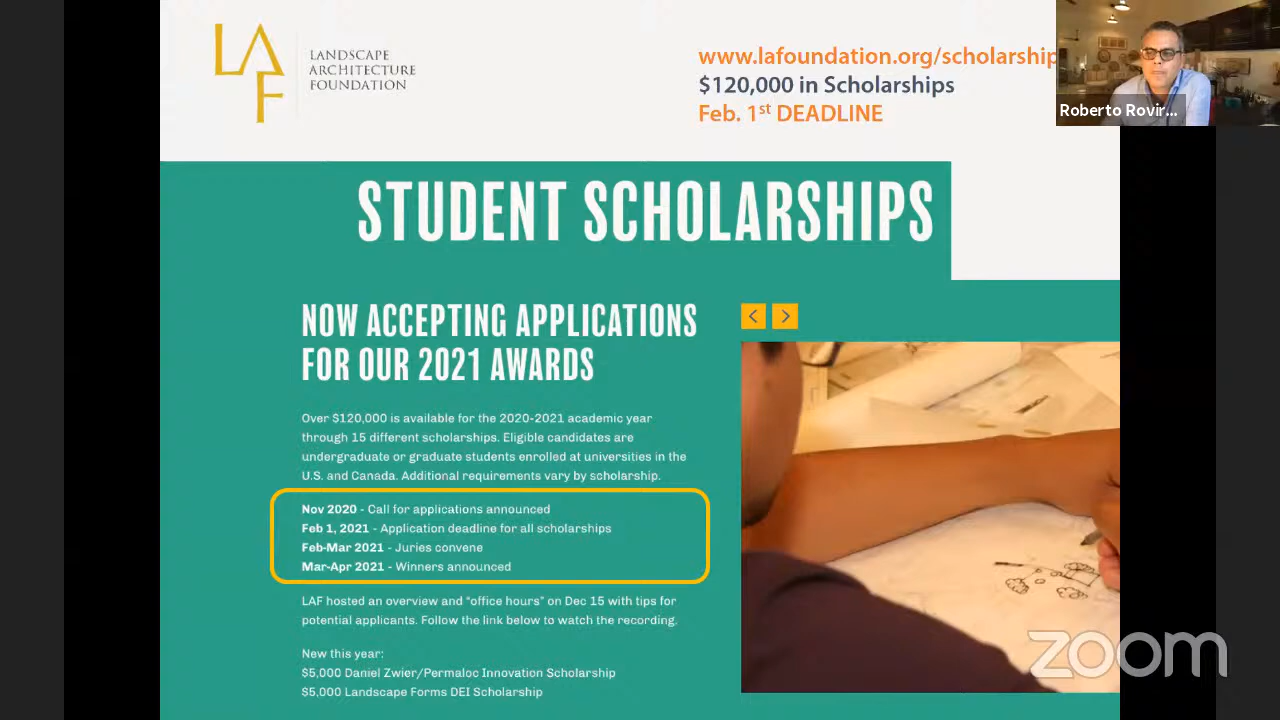 LAF
LANDSCAPE
ARCHITECTURE
FOUNDATION
www.lafoundation.org/scholarship
$120,000 in Scholarships
Feb. 1st DEADLINE
Roberto Rovir...
STUDENT SCHOLARSHIPS
NOW ACCEPTING APPLICATIONS
FOR OUR 2021 AWARDS
Over $120,000 is available for the 2020-2021 academic year
through 15 different scholarships. Eligible candidates are
undergraduate or graduate students enrolled at universities in the
U.S. and Canada. Additional requirements vary by scholarship.
Nov 2020 - Call for applications announced
Feb 1, 2021 - Application deadline for all scholarships
Feb-Mar 2021 - Juries convene
Mar-Apr 2021 - Winners announced
LAF hosted an overview and "office hours" on Dec 15 with tips for
potential applicants. Follow the link below to watch the recording.
New this year:
$5,000 Daniel Zwier/Permaloc Innovation Scholarship
$5,000 Landscape Forms DEI Scholarship
zoom